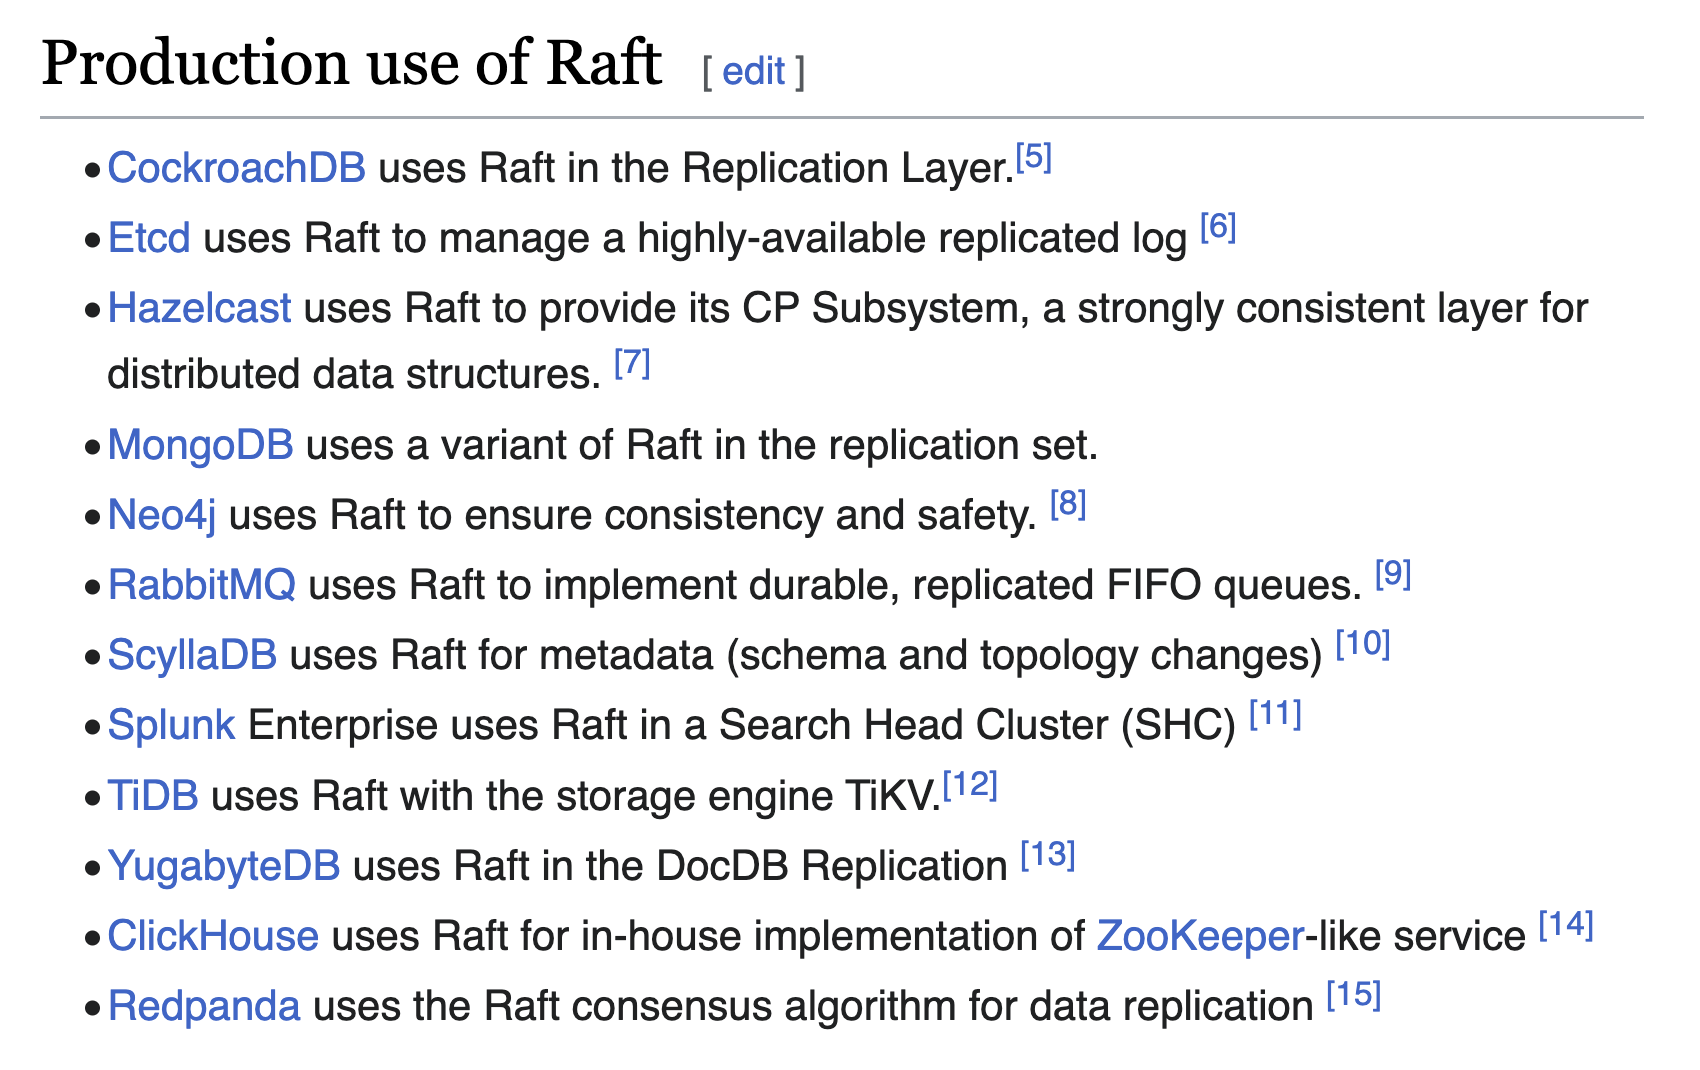 Production use of Raft [ edit ]
• CockroachDB uses Raft in the Replication Layer.[5]
• Etcd uses Raft to manage a highly-available replicated log [6]
• Hazelcast uses Raft to provide its CP Subsystem, a strongly consistent layer for
distributed data structures. [7]
• MongoDB uses a variant of Raft in the replication set.
• Neo4j uses Raft to ensure consistency and safety. [8]
• RabbitMQ uses Raft to implement durable, replicated FIFO queues. [9]
• ScyllaDB uses Raft for metadata (schema and topology changes) [10]
• Splunk Enterprise uses Raft in a Search Head Cluster (SHC) [11]
• TiDB uses Raft with the storage engine TiKV.[12]
• YugabyteDB uses Raft in the DocDB Replication [13]
• ClickHouse uses Raft for in-house implementation of ZooKeeper-like service [14]
• Redpanda uses the Raft consensus algorithm for data replication [15]